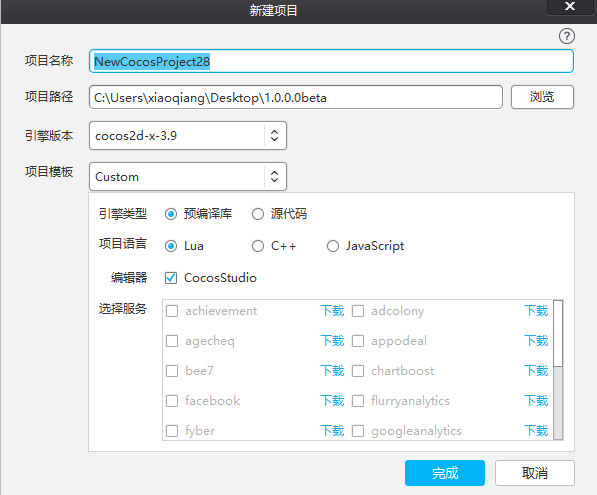 新建项目
?
项目名称 NewCocosProject28
项目路径 C:\Users\xiaoqiang\Desktop\1.0.0.0beta 浏览
引擎版本 cocos2d-x-3.9
项目模板 Custom
引擎类型 预编译库 源代码
项目语言 Lua C++ JavaScript
编辑器 CocosStudio
选择服务 achievement 下载 adcolony 下载
agecheq 下载 appodeal 下载
bee7 下载 chartboost 下载
facebook 下载 flurryanalytics 下载
fyber 下载 googleanalytics 下载
完成 取消